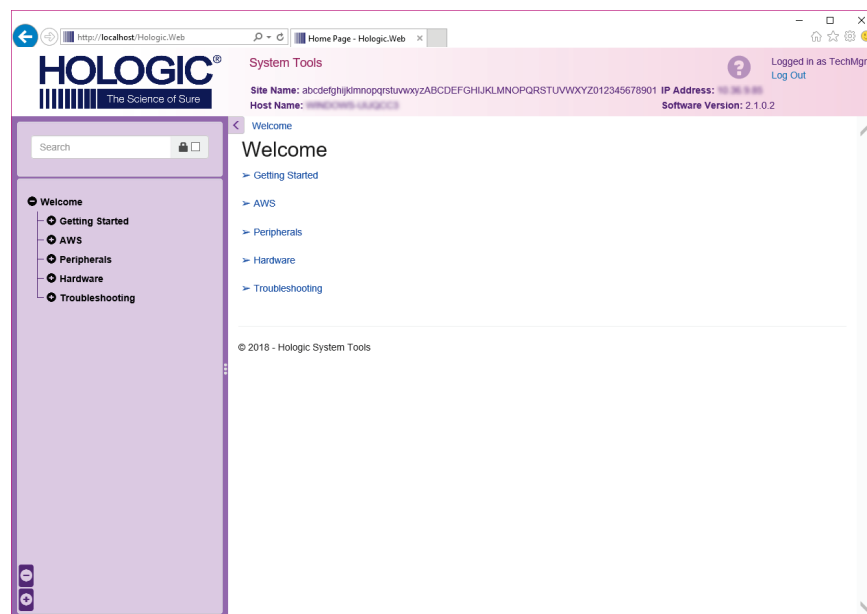 http://localhost/Hologic.Web
Home Page - Hologic.Web
HOLOGIC®
The Science of Sure
System Tools
Logged in as TechMgr
Log Out
Site Name: abcdefghijklmnopqrstuvwxyzABCDEFGHIJKLMNOPQRSTUVWXYZ012345678901 IP Address:
Host Name:
Software Version: 2.1.0.2
Search
Welcome
Getting Started
AWS
Peripherals
Hardware
Troubleshooting
Welcome
Welcome
➢ Getting Started
➢ AWS
➢ Peripherals
➢ Hardware
➢ Troubleshooting
© 2018 - Hologic System Tools